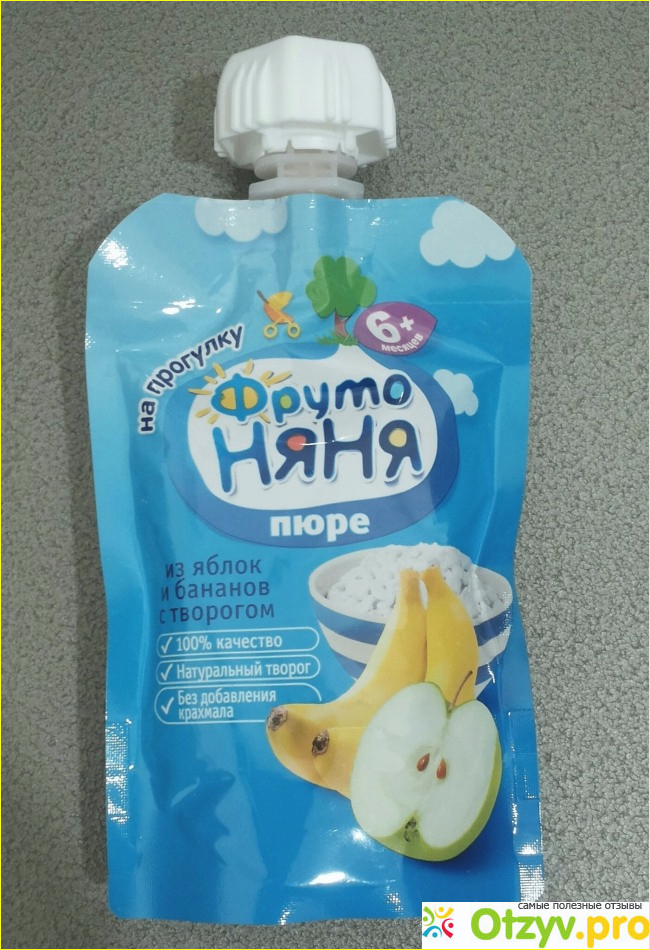 на прогулку
6+
месяцев
Фруто
НЯНЯ
пюре
из яблок
и бананов
с творогом
100% качество
Натуральный творог
Без добавления
крахмала
самые полезные отзывы
Otzyv.pro